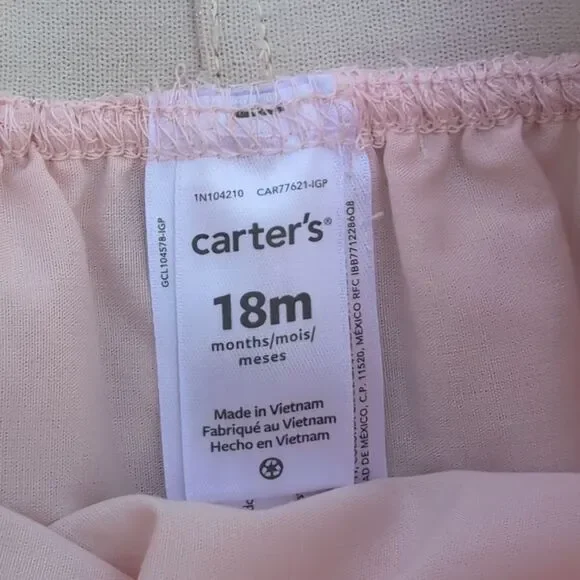 1N104210 CAR77621-IGP
carter's®
18m
months/mois/
meses
Made in Vietnam
Fabriqué au Vietnam
Hecho en Vietnam
GCL104578-IGP
AD DE MÉXICO, C.P. 11520, MÉXICO RFC IBB7712286Q8